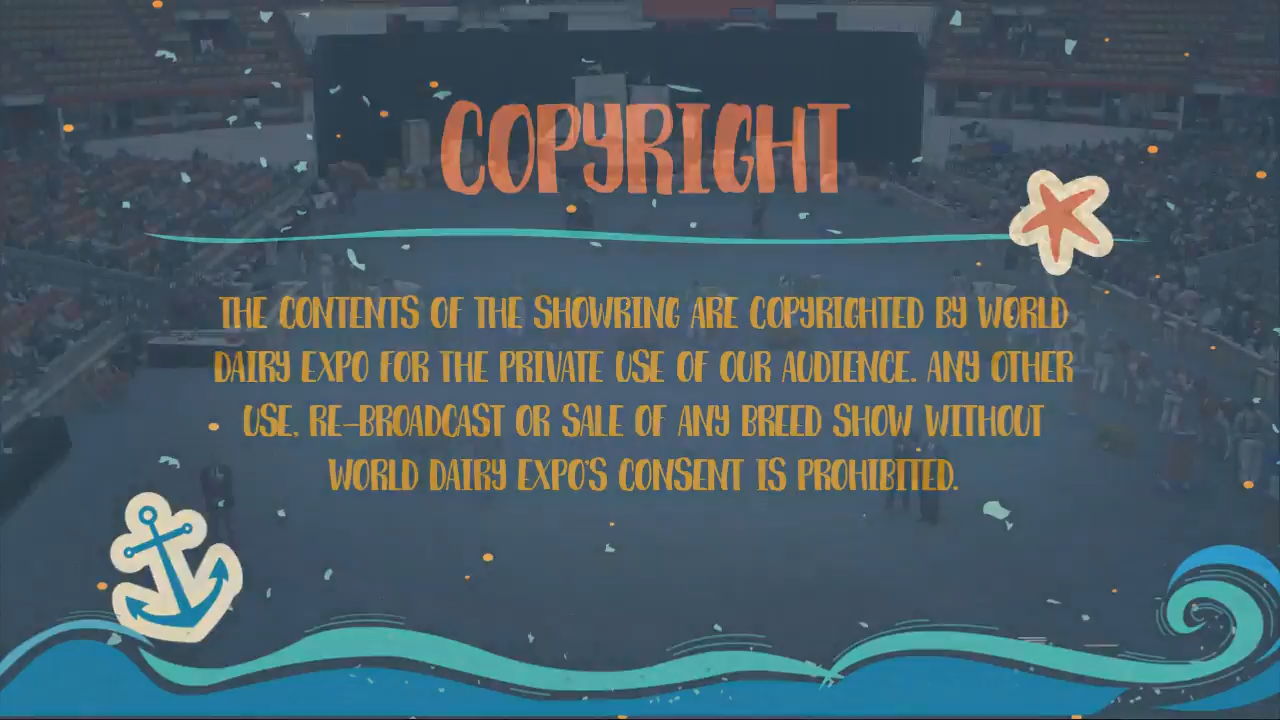 COPYRIGHT
THE CONTENTS OF THE SHOWRING ARE COPYRIGHTED BY WORLD
DAIRY EXPO FOR THE PRIVATE USE OF OUR AUDIENCE. ANY OTHER
USE, RE-BROADCAST OR SALE OF ANY BREED SHOW WITHOUT
WORLD DAIRY EXPO'S CONSENT IS PROHIBITED.